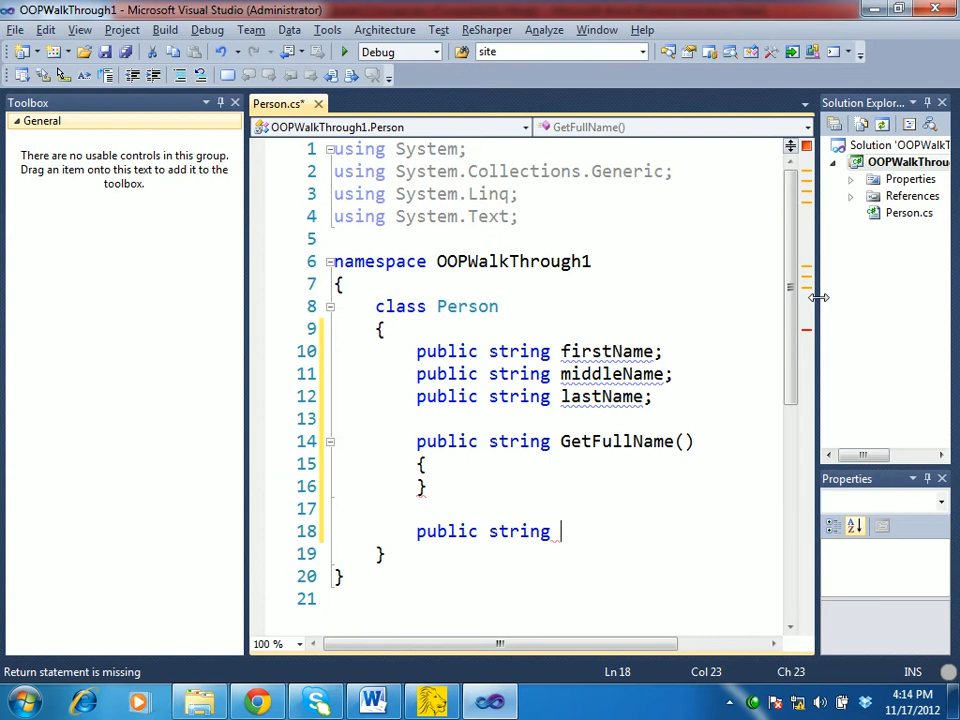 OOPWalkThrough1 - Microsoft Visual Studio (Administrator)
File Edit View Project Build Debug Team Data Tools Architecture Test ReSharper Analyze Window Help
Debug site
Toolbox
General
There are no usable controls in this group.
Drag an item onto this text to add it to the
toolbox.
Person.cs*
OOPWalkThrough1.Person GetFullName()
1 using System;
2 using System.Collections.Generic;
3 using System.Linq;
4 using System.Text;
5
6 namespace OOPWalkThrough1
7 {
8 class Person
9 {
10 public string firstName;
11 public string middleName;
12 public string lastName;
13
14 public string GetFullName()
15 {
16 }
17
18 public string
19 }
20 }
21
100 %
Solution Explor...
Solution 'OOPWalkT
OOPWalkThrou
Properties
References
Person.cs
Properties
Return statement is missing Ln 18 Col 23 Ch 23 INS
4:14 PM
11/17/2012